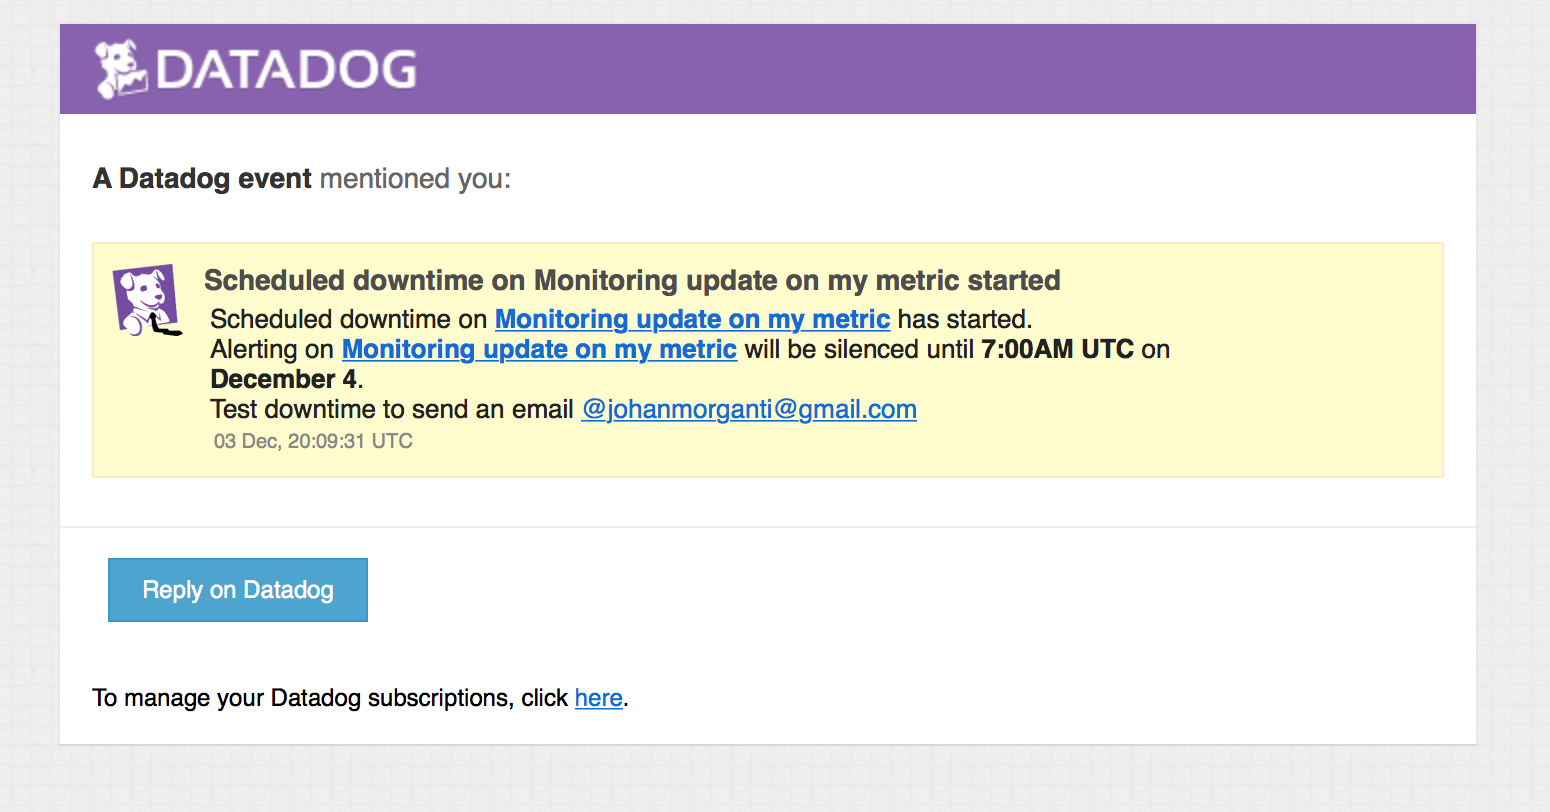 DATADOG
A Datadog event mentioned you:
Scheduled downtime on Monitoring update on my metric started
Scheduled downtime on Monitoring update on my metric has started.
Alerting on Monitoring update on my metric will be silenced until 7:00AM UTC on
December 4.
Test downtime to send an email @johanmorganti@gmail.com
03 Dec, 20:09:31 UTC
Reply on Datadog
To manage your Datadog subscriptions, click here.